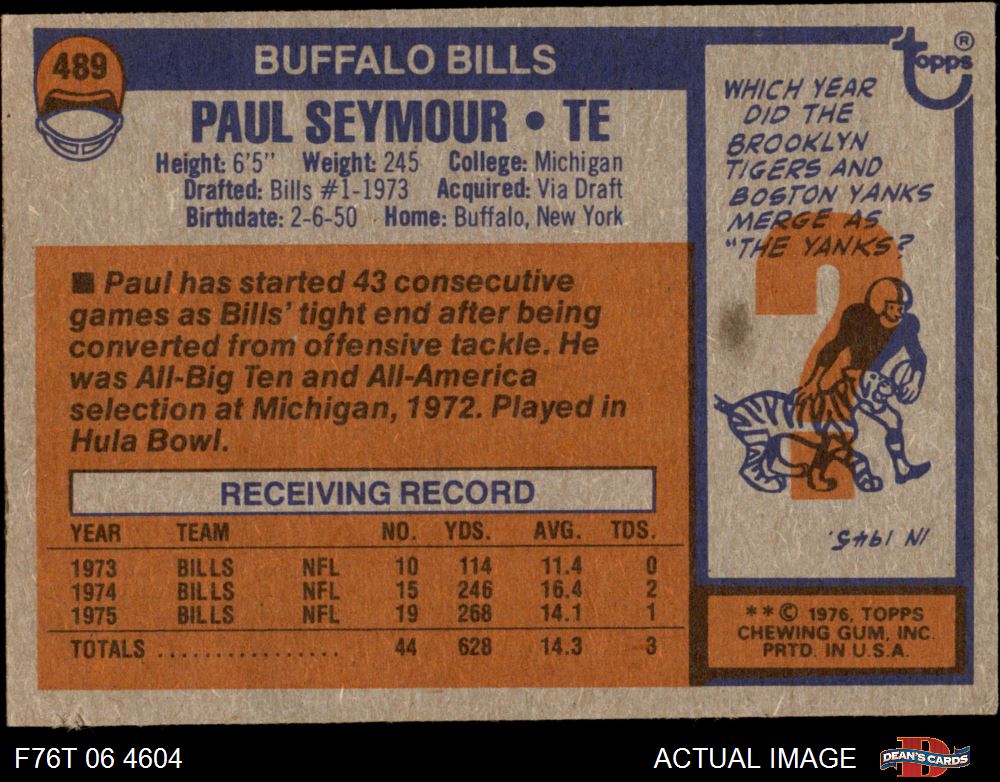 489
BUFFALO BILLS
PAUL SEYMOUR • TE
Height: 6'5" Weight: 245 College: Michigan
Drafted: Bills #1-1973 Acquired: Via Draft
Birthdate: 2-6-50 Home: Buffalo, New York
■ Paul has started 43 consecutive
games as Bills' tight end after being
converted from offensive tackle. He
was All-Big Ten and All-America
selection at Michigan, 1972. Played in
Hula Bowl.
RECEIVING RECORD
YEAR TEAM NO. YDS. AVG. TDS.
1973 BILLS NFL 10 114 11.4 0
1974 BILLS NFL 15 246 16.4 2
1975 BILLS NFL 19 268 14.1 1
TOTALS ................ 44 628 14.3 3
topps®
WHICH YEAR
DID THE
BROOKLYN
TIGERS AND
BOSTON YANKS
MERGE AS
"THE YANKS?
?
IN 1945.
**© 1976, TOPPS
CHEWING GUM, INC.
PRTD. IN U.S.A.
F76T 06 4604
ACTUAL IMAGE
DEAN'S CARDS